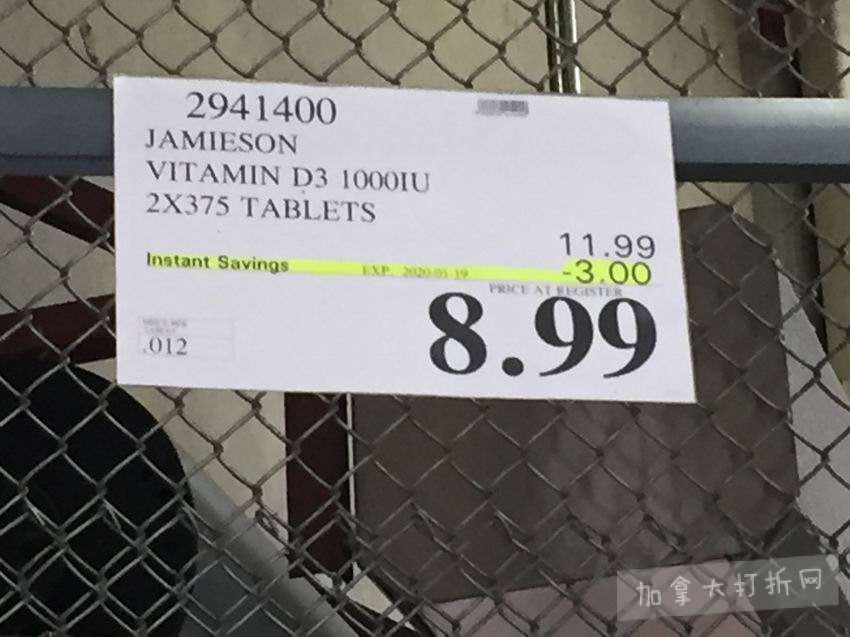 2941400
JAMIESON
VITAMIN D3 1000IU
2X375 TABLETS
11.99
Instant Savings EXP. 2020-01-19 -3.00
PRICE AT REGISTER
8.99
.012
加拿大打折网